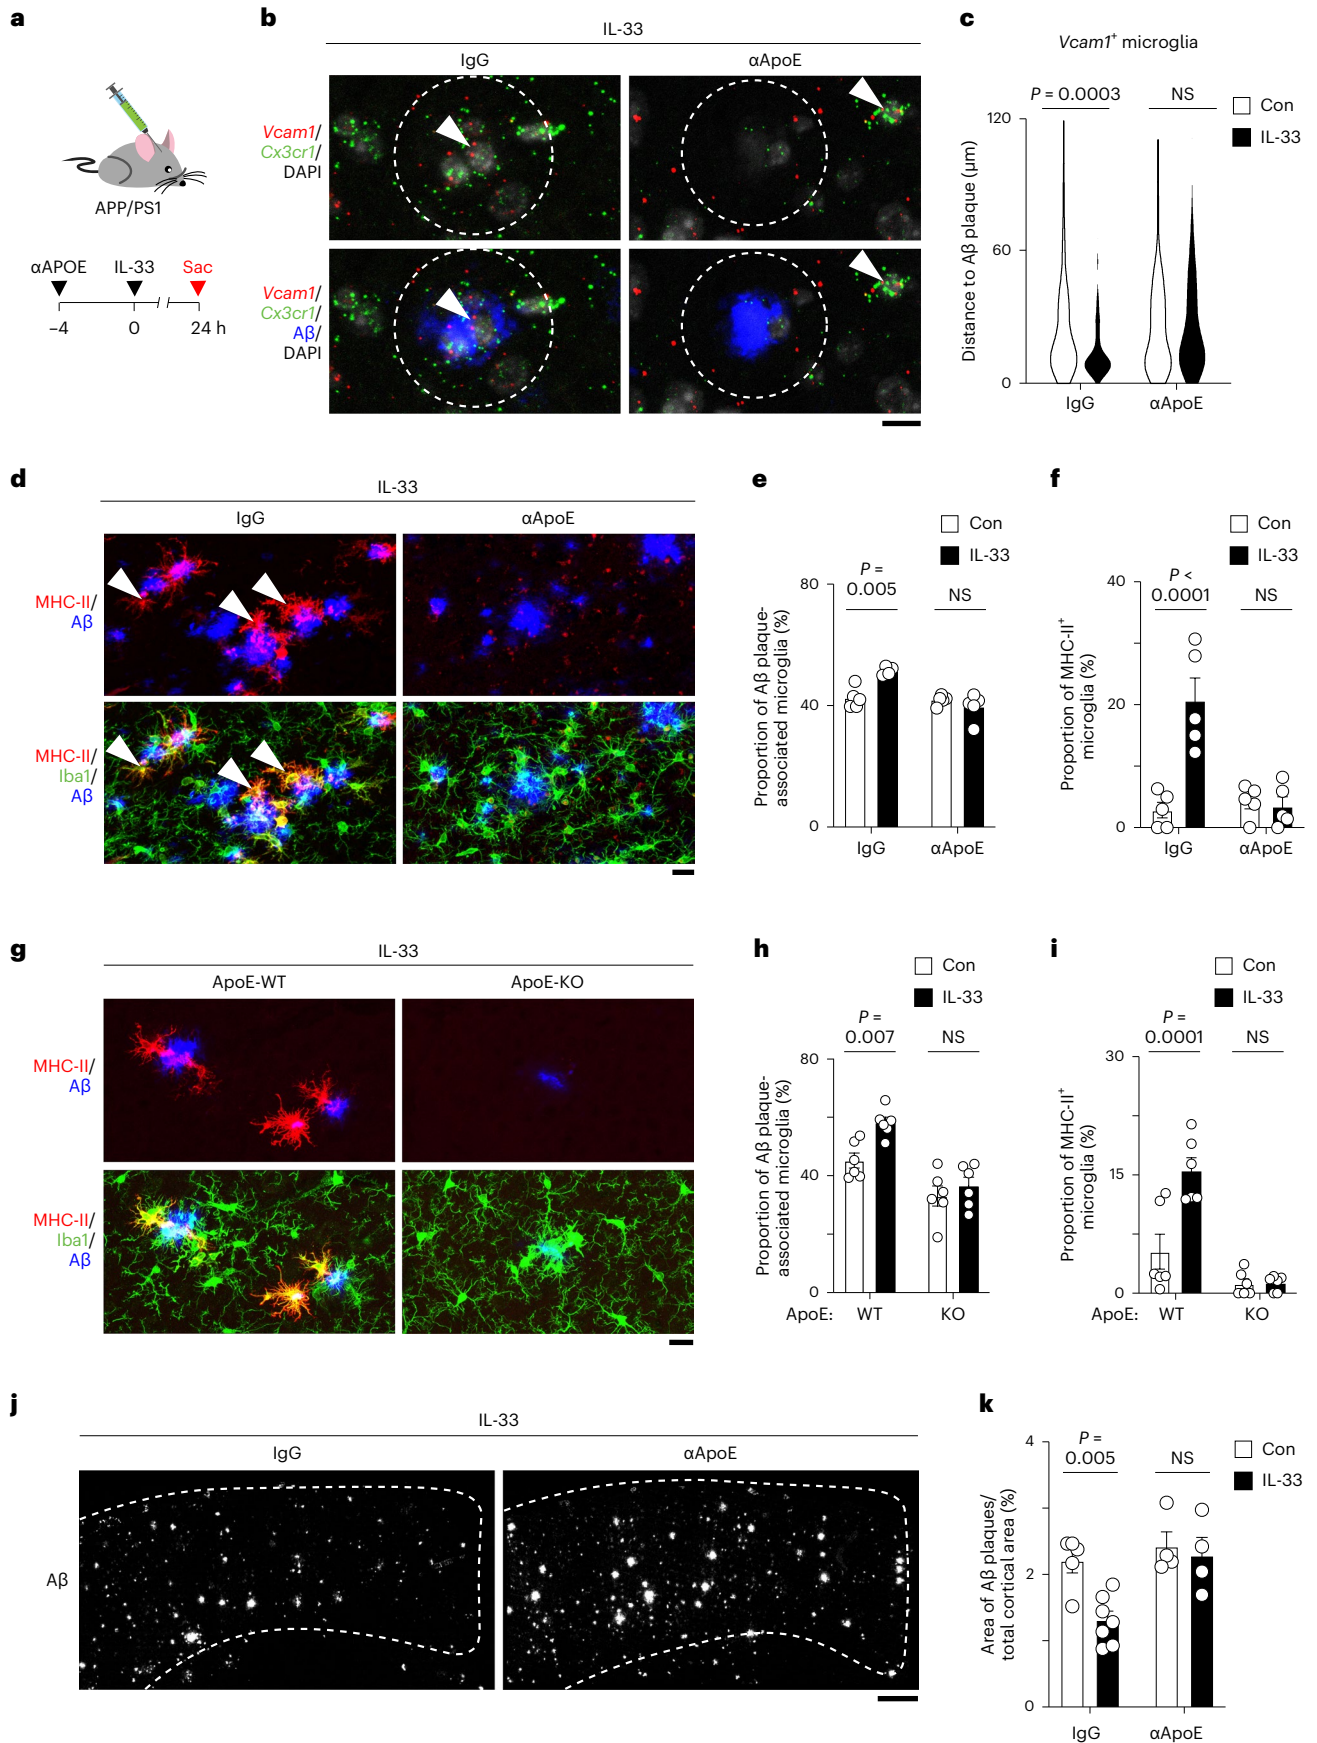 a
APP/PS1
αAPOE IL-33 Sac
−4 0 24 h
b
IL-33
IgG αApoE
Vcam1/
Cx3cr1/
DAPI
Vcam1/
Cx3cr1/
Aβ/
DAPI
c
Vcam1+ microglia
P = 0.0003 NS
Con
IL-33
Distance to Aβ plaque (µm)
120
60
0
IgG αApoE
d
IL-33
IgG αApoE
MHC-II/
Aβ
MHC-II/
Iba1/
Aβ
e
Con
IL-33
P =
0.005 NS
Proportion of Aβ plaque-
associated microglia (%)
80
40
0
IgG αApoE
f
Con
IL-33
P <
0.0001 NS
Proportion of MHC-II+
microglia (%)
40
20
0
IgG αApoE
g
IL-33
ApoE-WT ApoE-KO
MHC-II/
Aβ
MHC-II/
Iba1/
Aβ
h
Con
IL-33
P =
0.007 NS
Proportion of Aβ plaque-
associated microglia (%)
80
40
0
ApoE: WT KO
i
Con
IL-33
P =
0.0001 NS
Proportion of MHC-II+
microglia (%)
30
15
0
ApoE: WT KO
j
IL-33
IgG αApoE
Aβ
k
P =
0.005 NS
Con
IL-33
Area of Aβ plaques/
total cortical area (%)
4
2
0
IgG αApoE